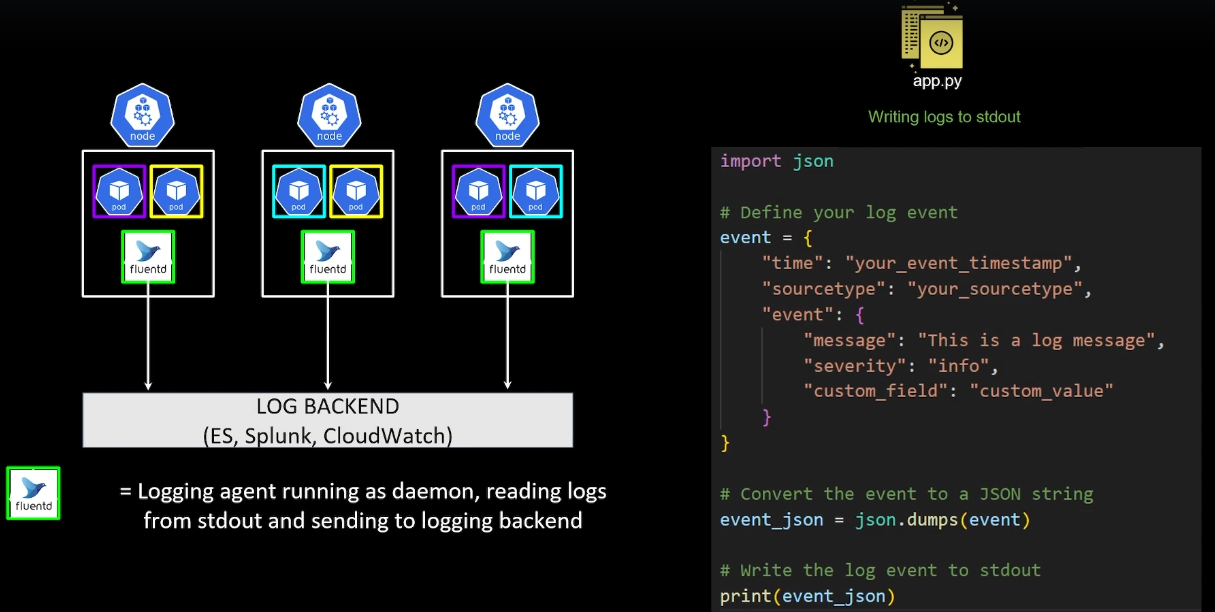 app.py
Writing logs to stdout
node
node
node
pod
pod
pod
pod
pod
pod
fluentd
fluentd
fluentd
LOG BACKEND
(ES, Splunk, CloudWatch)
fluentd
= Logging agent running as daemon, reading logs
from stdout and sending to logging backend
import json
# Define your log event
event = {
    "time": "your_event_timestamp",
    "sourcetype": "your_sourcetype",
    "event": {
        "message": "This is a log message",
        "severity": "info",
        "custom_field": "custom_value"
    }
}
# Convert the event to a JSON string
event_json = json.dumps(event)
# Write the log event to stdout
print(event_json)